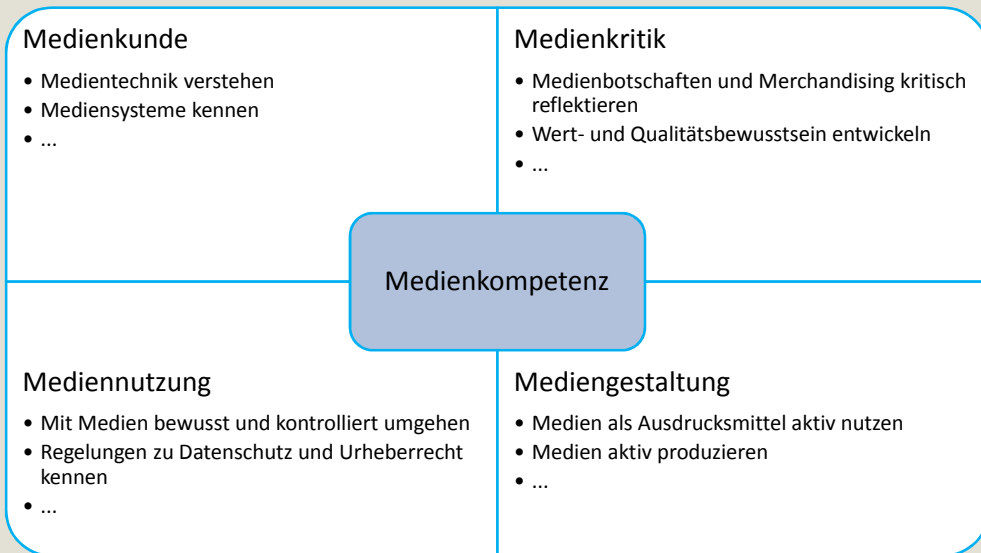 Medienkunde
• Medientechnik verstehen
• Mediensysteme kennen
• ...
Medienkritik
• Medienbotschaften und Merchandising kritisch
reflektieren
• Wert- und Qualitätsbewusstsein entwickeln
• ...
Medienkompetenz
Mediennutzung
• Mit Medien bewusst und kontrolliert umgehen
• Regelungen zu Datenschutz und Urheberrecht
kennen
• ...
Mediengestaltung
• Medien als Ausdrucksmittel aktiv nutzen
• Medien aktiv produzieren
• ...